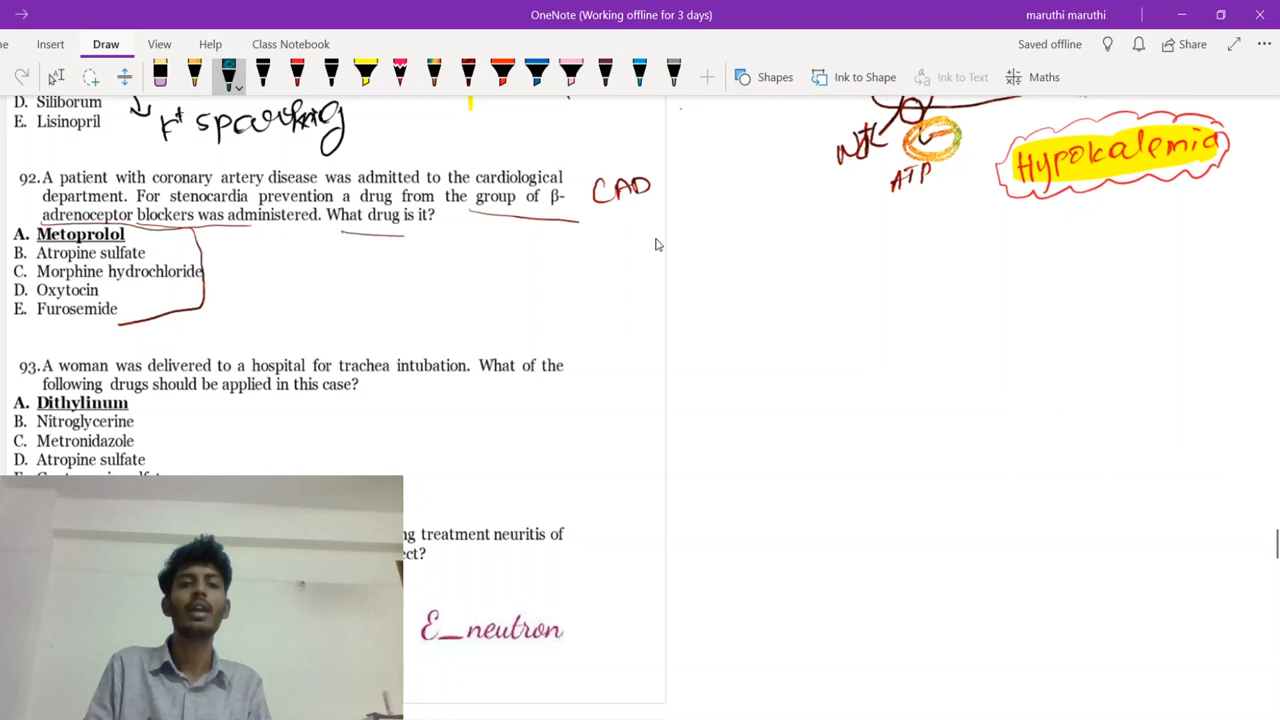 OneNote (Working offline for 3 days)
maruthi maruthi
Insert Draw View Help Class Notebook
Saved offline
Share
Shapes
Ink to Shape
Ink to Text
Maths
D. Siliborum
E. Lisinopril
K+ sparking
Na+
ATP
Hypokalemia
92. A patient with coronary artery disease was admitted to the cardiological
department. For stenocardia prevention a drug from the group of β-
adrenoceptor blockers was administered. What drug is it?
CAD
A. Metoprolol
B. Atropine sulfate
C. Morphine hydrochloride
D. Oxytocin
E. Furosemide
93. A woman was delivered to a hospital for trachea intubation. What of the
following drugs should be applied in this case?
A. Dithylinum
B. Nitroglycerine
C. Metronidazole
D. Atropine sulfate
treatment neuritis of
E_neutron